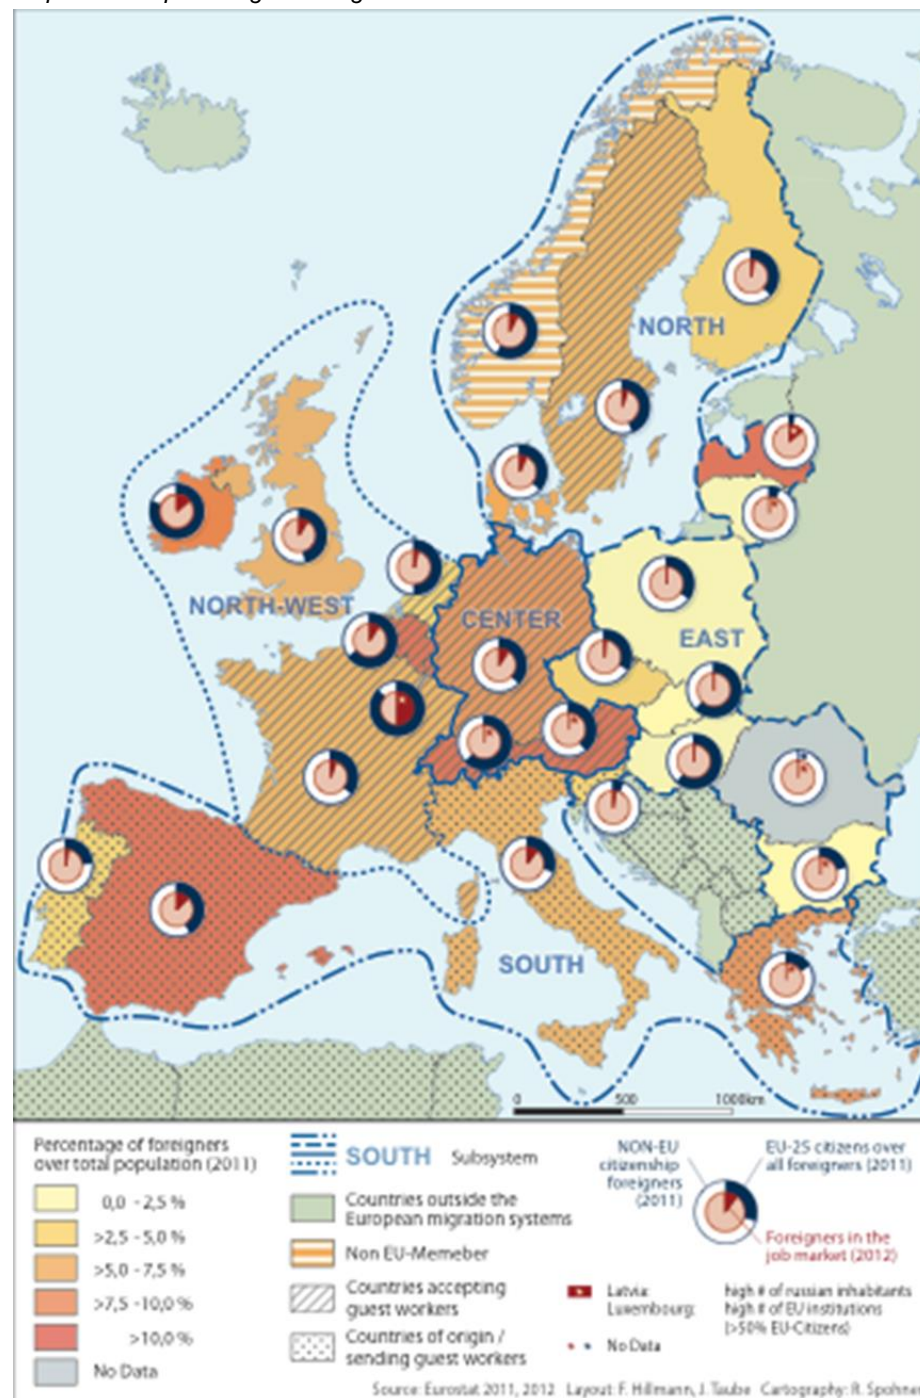 NORTH
NORTH-WEST
CENTER
EAST
SOUTH
0 500 1000km
Percentage of foreigners
over total population (2011)
0,0 - 2,5 %
>2,5 - 5,0 %
>5,0 - 7,5 %
>7,5 -10,0 %
>10,0 %
No Data
SOUTH Subsystem
Countries outside the
European migration systems
Non EU-Memeber
Countries accepting
guest workers
Countries of origin /
sending guest workers
NON-EU
citizenship
foreigners
(2011)
EU-25 citizens over
all foreigners (2011)
Foreigners in the
job market (2012)
Latvia: high # of russian inhabitants
Luxembourg: high # of EU institutions
(>50% EU-Citizens)
No Data
Source: Eurostat 2011, 2012 Layout: F. Hillmann, J. Taube Cartography: R. Spohner